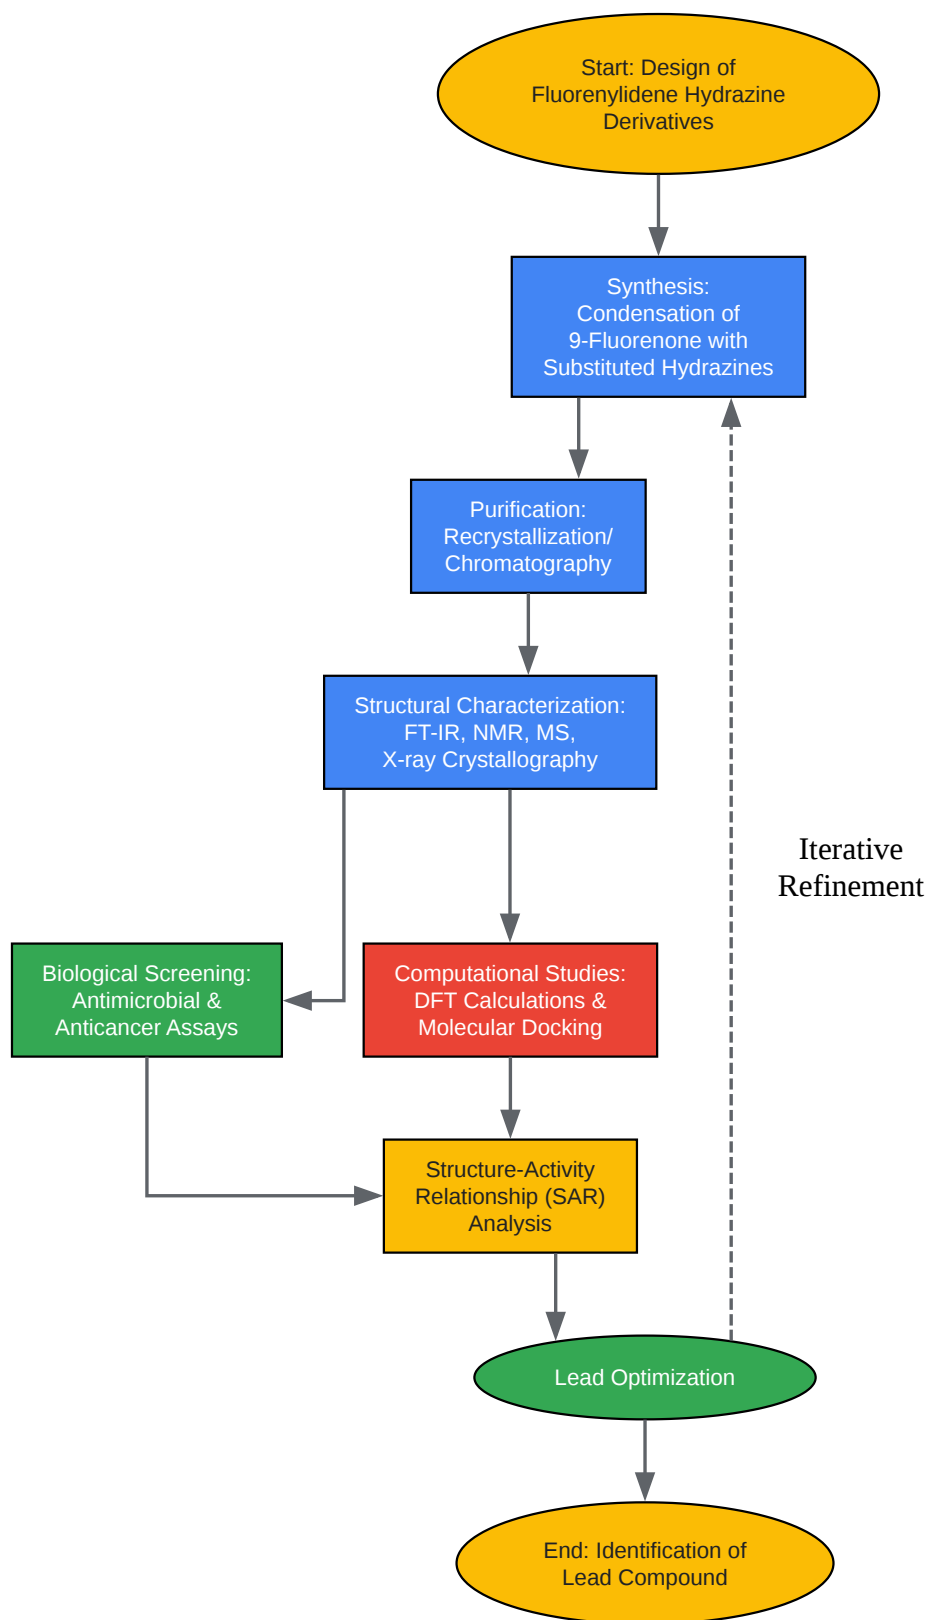 Start: Design of
Fluorenylidene Hydrazine
Derivatives
Synthesis:
Condensation of
9-Fluorenone with
Substituted Hydrazines
Purification:
Recrystallization/
Chromatography
Structural Characterization:
FT-IR, NMR, MS,
X-ray Crystallography
Iterative
Refinement
Biological Screening:
Antimicrobial &
Anticancer Assays
Computational Studies:
DFT Calculations &
Molecular Docking
Structure-Activity
Relationship (SAR)
Analysis
Lead Optimization
End: Identification of
Lead Compound